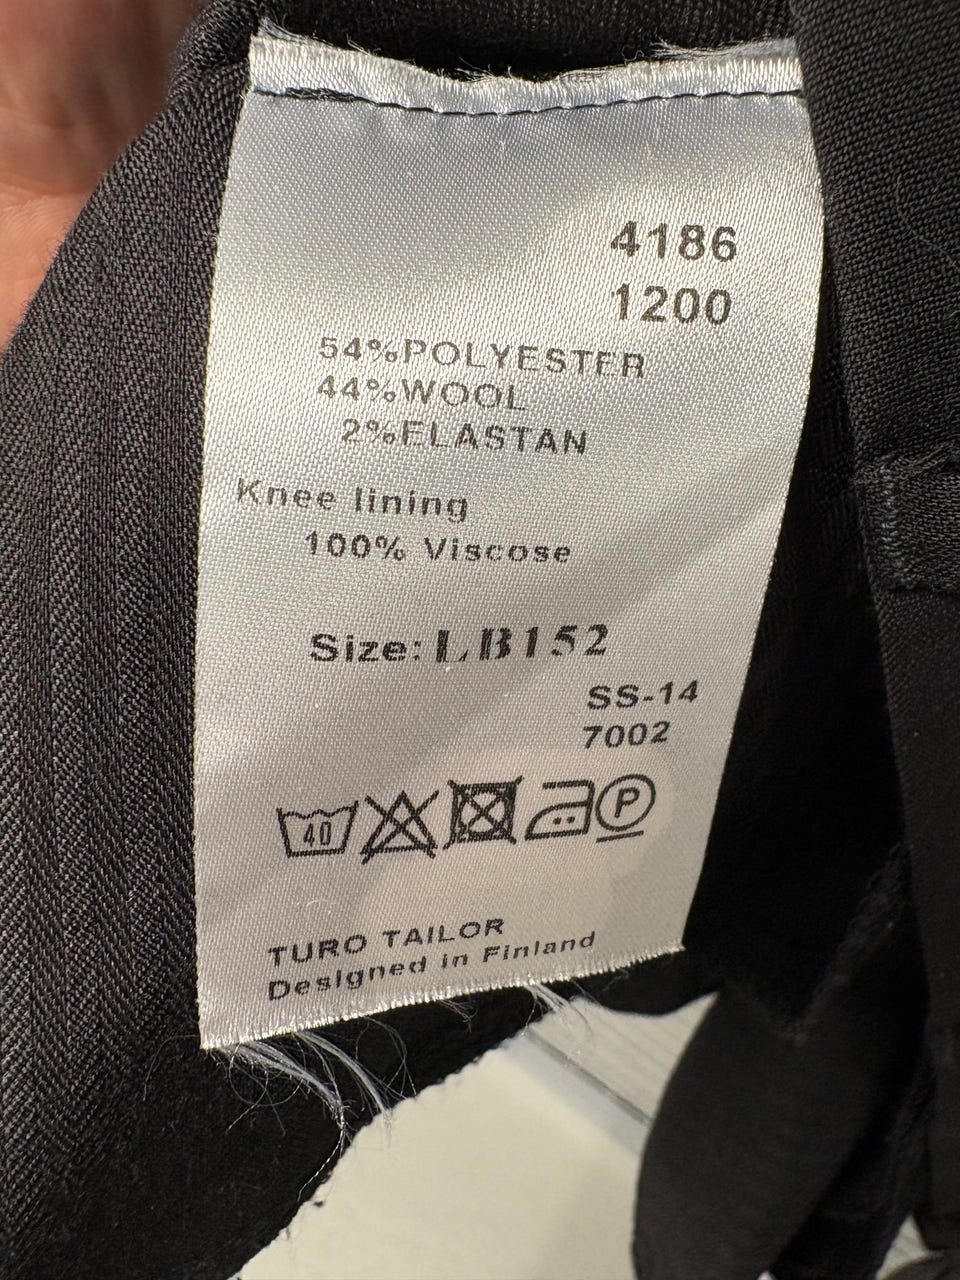 4186
1200
54%POLYESTER
44%WOOL
2%ELASTAN
Knee lining
100% Viscose
Size: LB152
SS-14
7002
40 P
TURO TAILOR
Designed in Finland